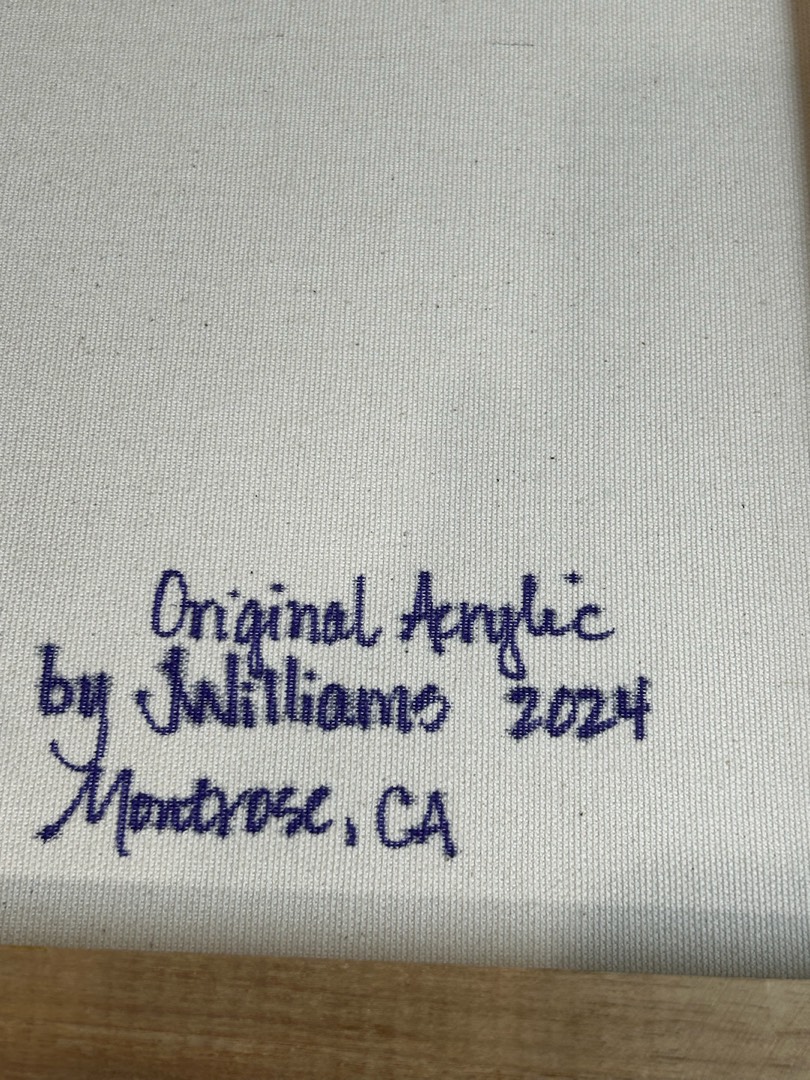 Original Acrylic
by JWilliams 2024
Montrose, CA